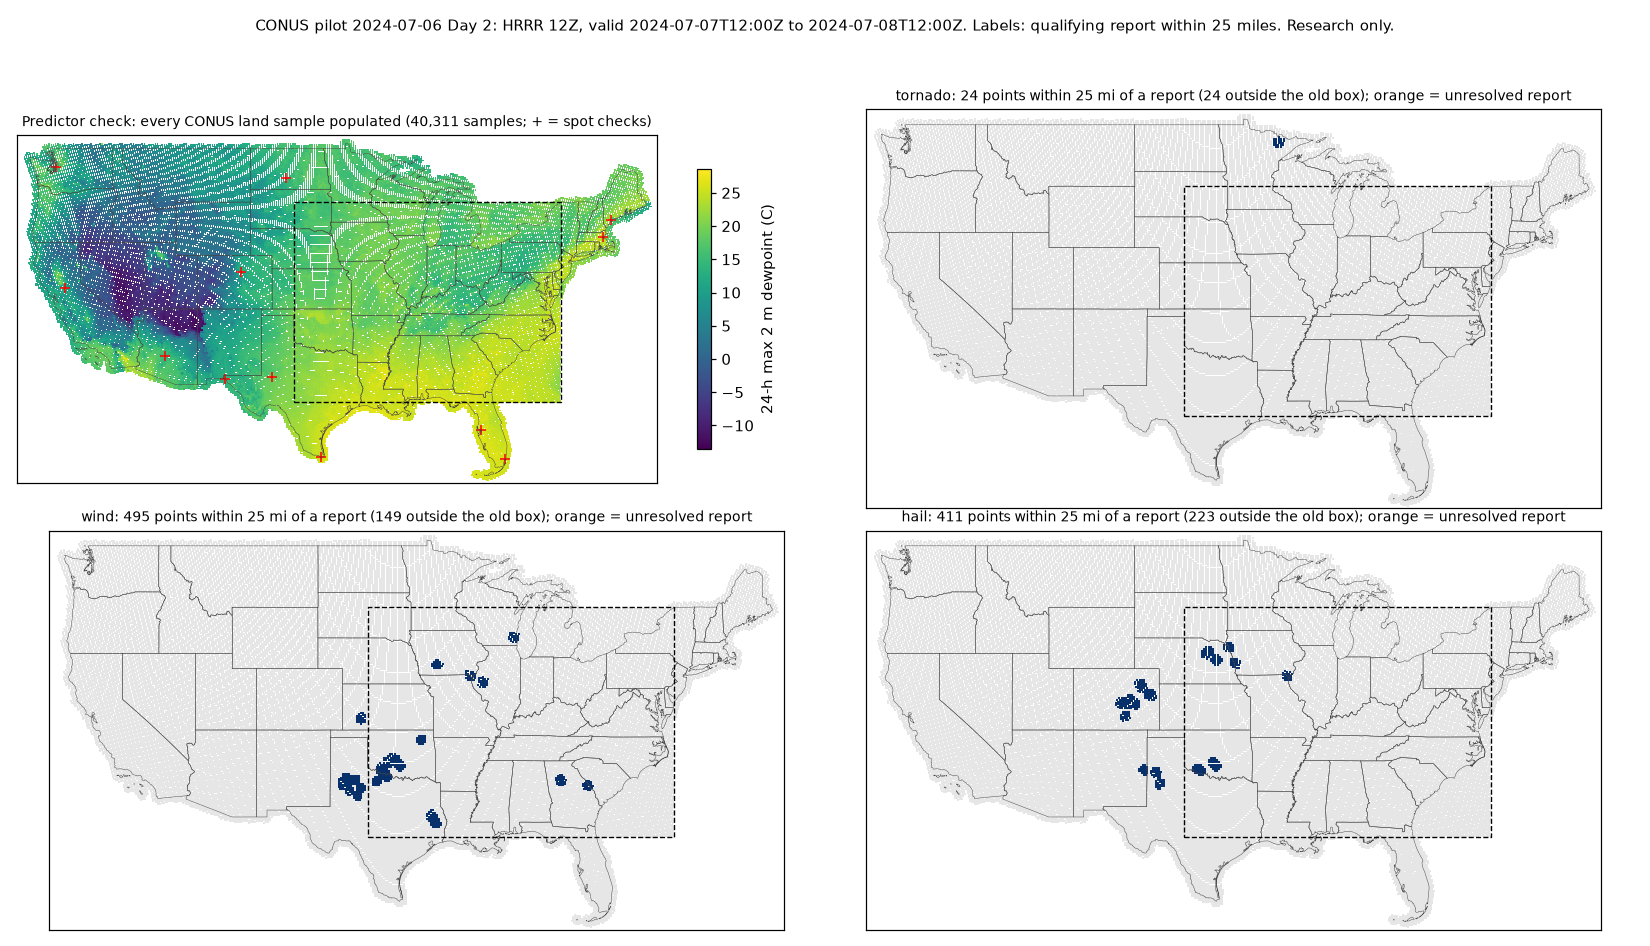 CONUS pilot 2024-07-06 Day 2: HRRR 12Z, valid 2024-07-07T12:00Z to 2024-07-08T12:00Z. Labels: qualifying report within 25 miles. Research only.
Predictor check: every CONUS land sample populated (40,311 samples; + = spot checks)
25
20
15
10
5
0
−5
−10
24-h max 2 m dewpoint (C)
tornado: 24 points within 25 mi of a report (24 outside the old box); orange = unresolved report
wind: 495 points within 25 mi of a report (149 outside the old box); orange = unresolved report
hail: 411 points within 25 mi of a report (223 outside the old box); orange = unresolved report